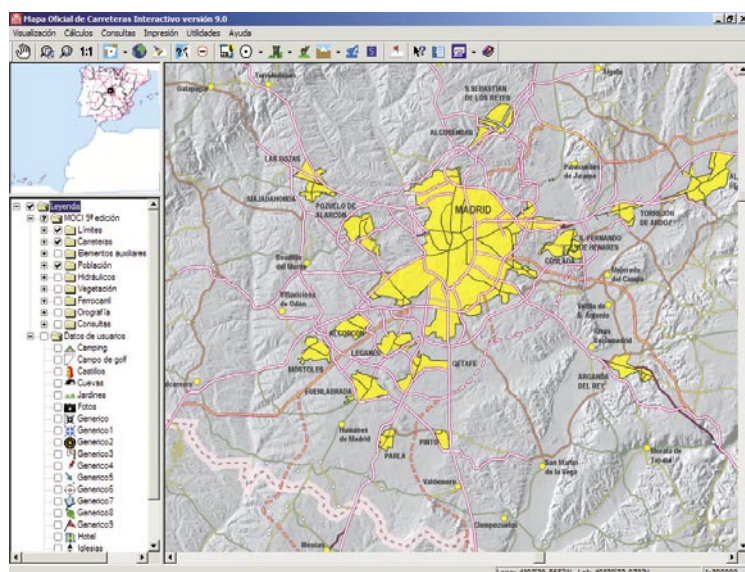 Mapa Oficial de Carreteras Interactivo versión 9.0
Visualización Cálculos Consultas Impresión Utilidades Ayuda
1:1
Leyenda
MOCI 9ª edición
Límites
Carreteras
Elementos auxiliares
Población
Hidráulicos
Vegetación
Ferrocarril
Orografía
Consultas
Datos de usuarios
Camping
Campo de golf
Castillos
Cuevas
Jardines
Fotos
Generico
Generico1
Generico2
Generico3
Generico4
Generico5
Generico6
Generico7
Generico8
Generico9
Hotel
Iglesias
Galapagar
Torrelodones
Algete
S.SEBASTIAN
DE LOS REYES
ALCOBENDAS
LAS ROZAS
MAJADAHONDA
POZUELO DE
ALARCON
Paracuellos
de Jarama
MADRID
TORREJON
DE ARDOZ
S. FERNANDO
DE HENARES
COSLADA
Boadilla
del Monte
Mejorada
del Campo
Villaviciosa
de Odón
Velilla de
S. Antonio
Rivas
Vaciamadrid
ALCORCON
LEGANES
MOSTOLES
GETAFE
FUENLABRADA
ARGANDA
DEL REY
Humanes
de Madrid
PARLA
PINTO
Valdemoro
San Martín
de la Vega
Morata de
Tajuña
Ciempozuelos